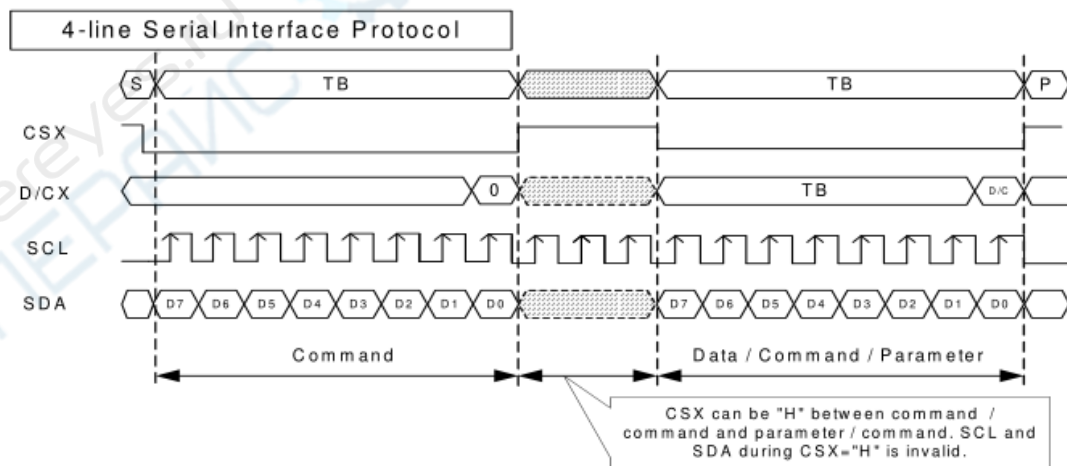 4-line Serial Interface Protocol
S TB TB P
CSX
D/CX 0 TB D/C
SCL
SDA D7 D6 D5 D4 D3 D2 D1 D0 D7 D6 D5 D4 D3 D2 D1 D0
Command Data / Command / Parameter
CSX can be "H" between command /
command and parameter / command. SCL and
SDA during CSX="H" is invalid.